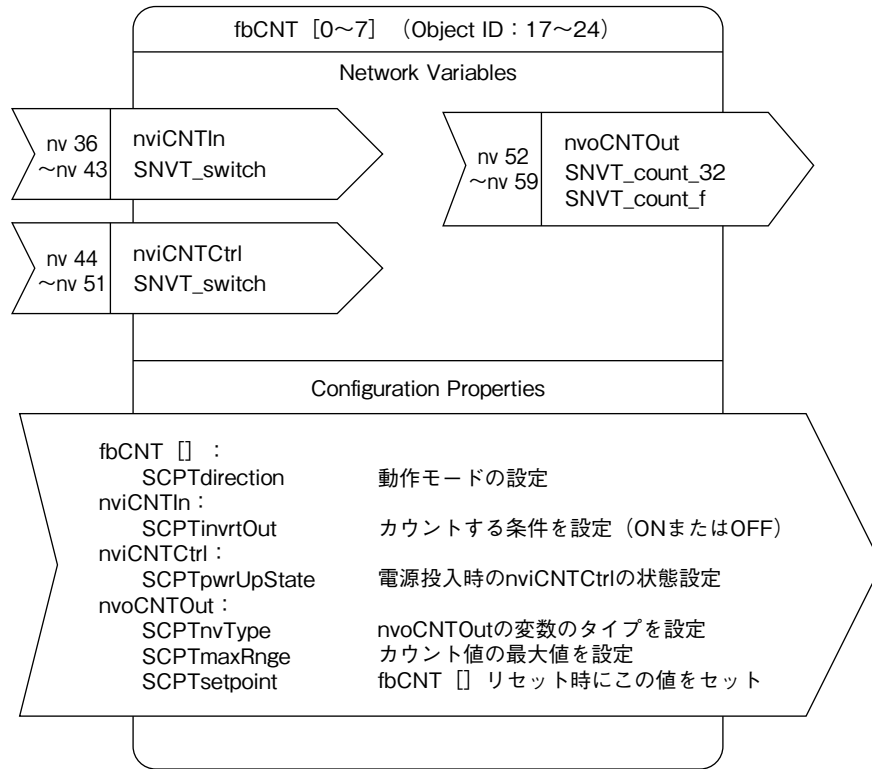 fbCNT［0～7］（Object ID：17～24）
Network Variables
nv 36
～nv 43
nviCNTIn
SNVT_switch
nv 52
～nv 59
nvoCNTOut
SNVT_count_32
SNVT_count_f
nv 44
～nv 51
nviCNTCtrl
SNVT_switch
Configuration Properties
fbCNT［］：
SCPTdirection 動作モードの設定
nviCNTIn：
SCPTinvrtOut カウントする条件を設定（ONまたはOFF）
nviCNTCtrl：
SCPTpwrUpState 電源投入時のnviCNTCtrlの状態設定
nvoCNTOut：
SCPTnvType nvoCNTOutの変数のタイプを設定
SCPTmaxRnge カウント値の最大値を設定
SCPTsetpoint fbCNT［］リセット時にこの値をセット